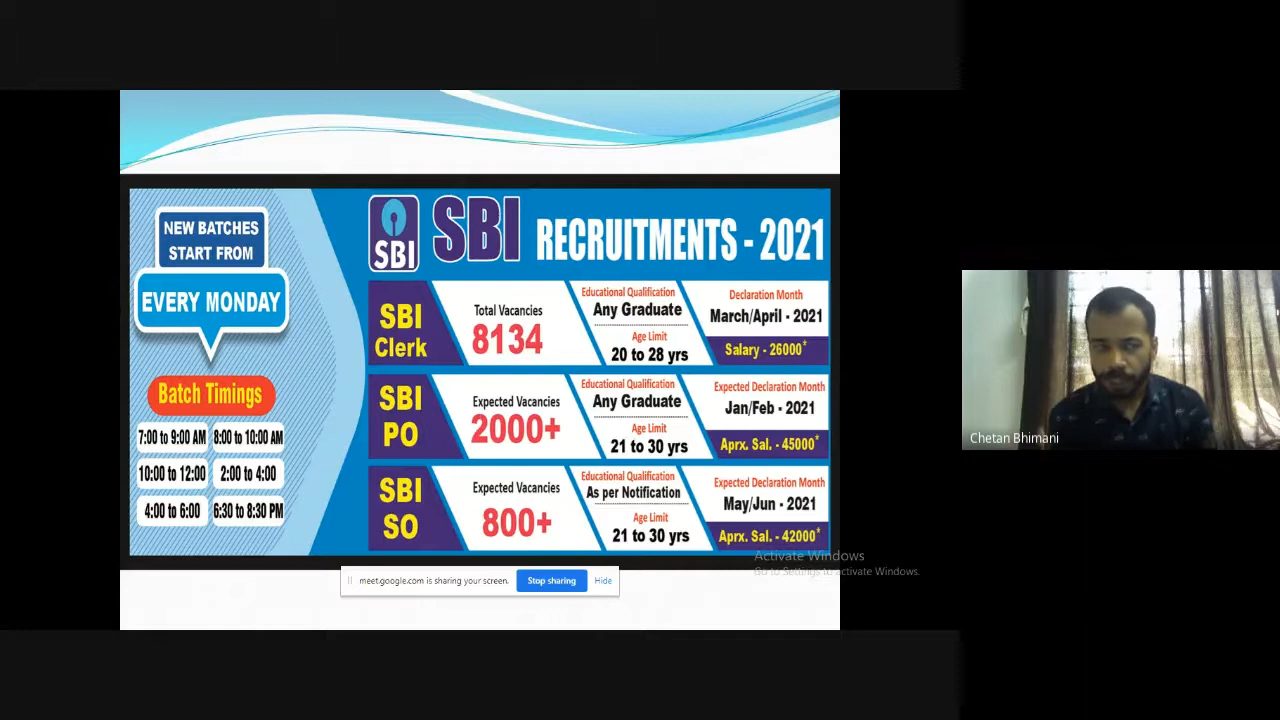 NEW BATCHES
START FROM
EVERY MONDAY
Batch Timings
7:00 to 9:00 AM
8:00 to 10:00 AM
10:00 to 12:00
2:00 to 4:00
4:00 to 6:00
6:30 to 8:30 PM
SBI
SBI
RECRUITMENTS - 2021
SBI
Clerk
Total Vacancies
8134
Educational Qualification
Any Graduate
Age Limit
20 to 28 yrs
Declaration Month
March/April - 2021
Salary - 26000*
SBI
PO
Expected Vacancies
2000+
Educational Qualification
Any Graduate
Age Limit
21 to 30 yrs
Expected Declaration Month
Jan/Feb - 2021
Aprx. Sal. - 45000*
SBI
SO
Expected Vacancies
800+
Educational Qualification
As per Notification
Age Limit
21 to 30 yrs
Expected Declaration Month
May/Jun - 2021
Aprx. Sal. - 42000*
Activate Windows
Go to Settings to activate Windows.
meet.google.com is sharing your screen.
Stop sharing
Hide
Chetan Bhimani